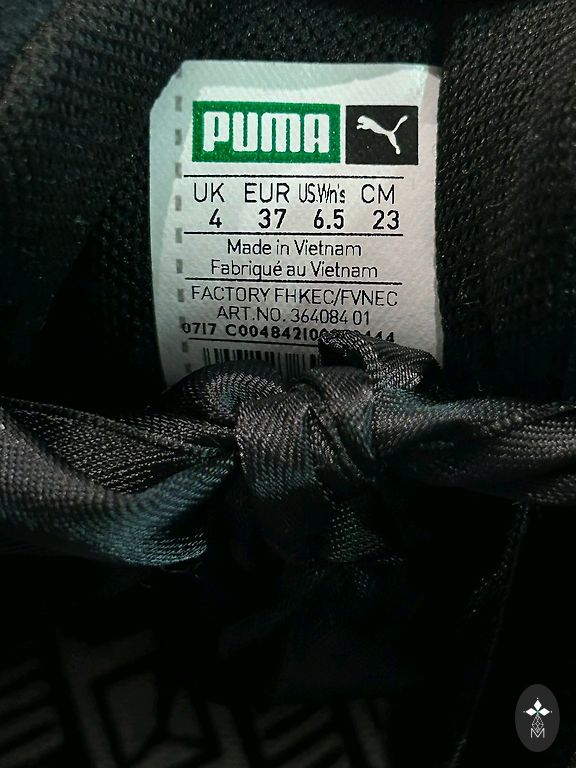 PUMA
UK EUR US.Wn's CM
4 37 6.5 23
Made in Vietnam
Fabriqué au Vietnam
FACTORY FHKEC/FVNEC
ART.NO. 364084 01
0717
M